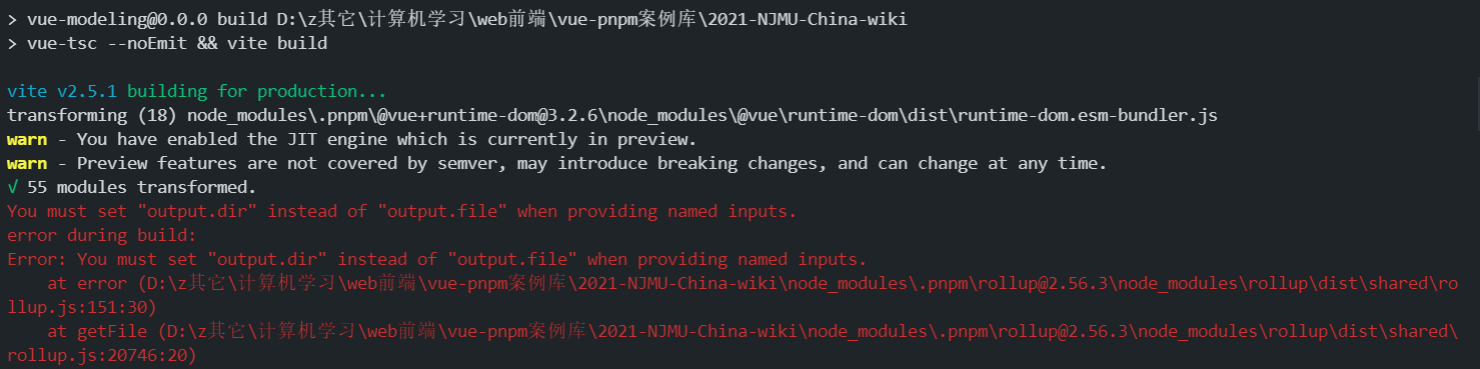 > vue-modeling@0.0.0 build D:\z其它\计算机学习\web前端\vue-pnpm案例库\2021-NJMU-China-wiki
> vue-tsc --noEmit && vite build
vite v2.5.1 building for production...
transforming (18) node_modules\.pnpm\@vue+runtime-dom@3.2.6\node_modules\@vue\runtime-dom\dist\runtime-dom.esm-bundler.js
warn - You have enabled the JIT engine which is currently in preview.
warn - Preview features are not covered by semver, may introduce breaking changes, and can change at any time.
√ 55 modules transformed.
You must set "output.dir" instead of "output.file" when providing named inputs.
error during build:
Error: You must set "output.dir" instead of "output.file" when providing named inputs.
    at error (D:\z其它\计算机学习\web前端\vue-pnpm案例库\2021-NJMU-China-wiki\node_modules\.pnpm\rollup@2.56.3\node_modules\rollup\dist\shared\ro
llup.js:151:30)
    at getFile (D:\z其它\计算机学习\web前端\vue-pnpm案例库\2021-NJMU-China-wiki\node_modules\.pnpm\rollup@2.56.3\node_modules\rollup\dist\shared\
rollup.js:20746:20)